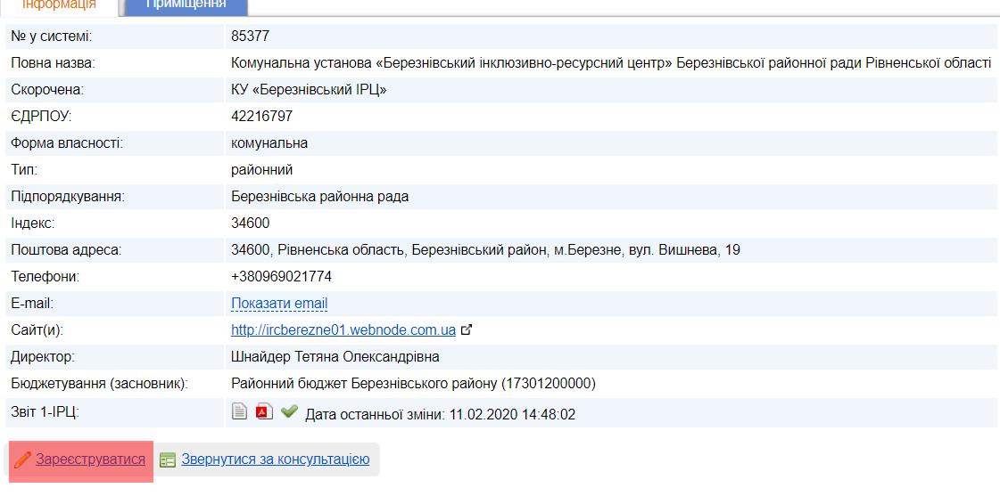 Інформація Приміщення
№ у системі: 85377
Повна назва: Комунальна установа «Березнівський інклюзивно-ресурсний центр» Березнівської районної ради Рівненської області
Скорочена: КУ «Березнівський ІРЦ»
ЄДРПОУ: 42216797
Форма власності: комунальна
Тип: районний
Підпорядкування: Березнівська районна рада
Індекс: 34600
Поштова адреса: 34600, Рівненська область, Березнівський район, м.Березне, вул. Вишнева, 19
Телефони: +380969021774
E-mail: Показати email
Сайт(и): http://ircberezne01.webnode.com.ua
Директор: Шнайдер Тетяна Олександрівна
Бюджетування (засновник): Районний бюджет Березнівського району (17301200000)
Звіт 1-ІРЦ: Дата останньої зміни: 11.02.2020 14:48:02
Зареєструватися Звернутися за консультацією